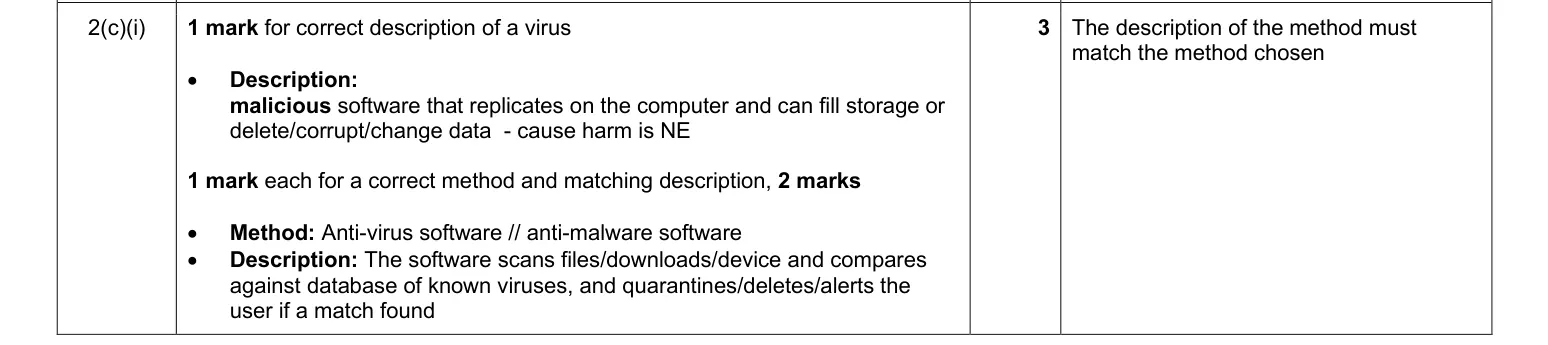 2(c)(i)
1 mark for correct description of a virus
• Description:
malicious software that replicates on the computer and can fill storage or
delete/corrupt/change data - cause harm is NE
1 mark each for a correct method and matching description, 2 marks
• Method: Anti-virus software // anti-malware software
• Description: The software scans files/downloads/device and compares
against database of known viruses, and quarantines/deletes/alerts the
user if a match found
3
The description of the method must
match the method chosen